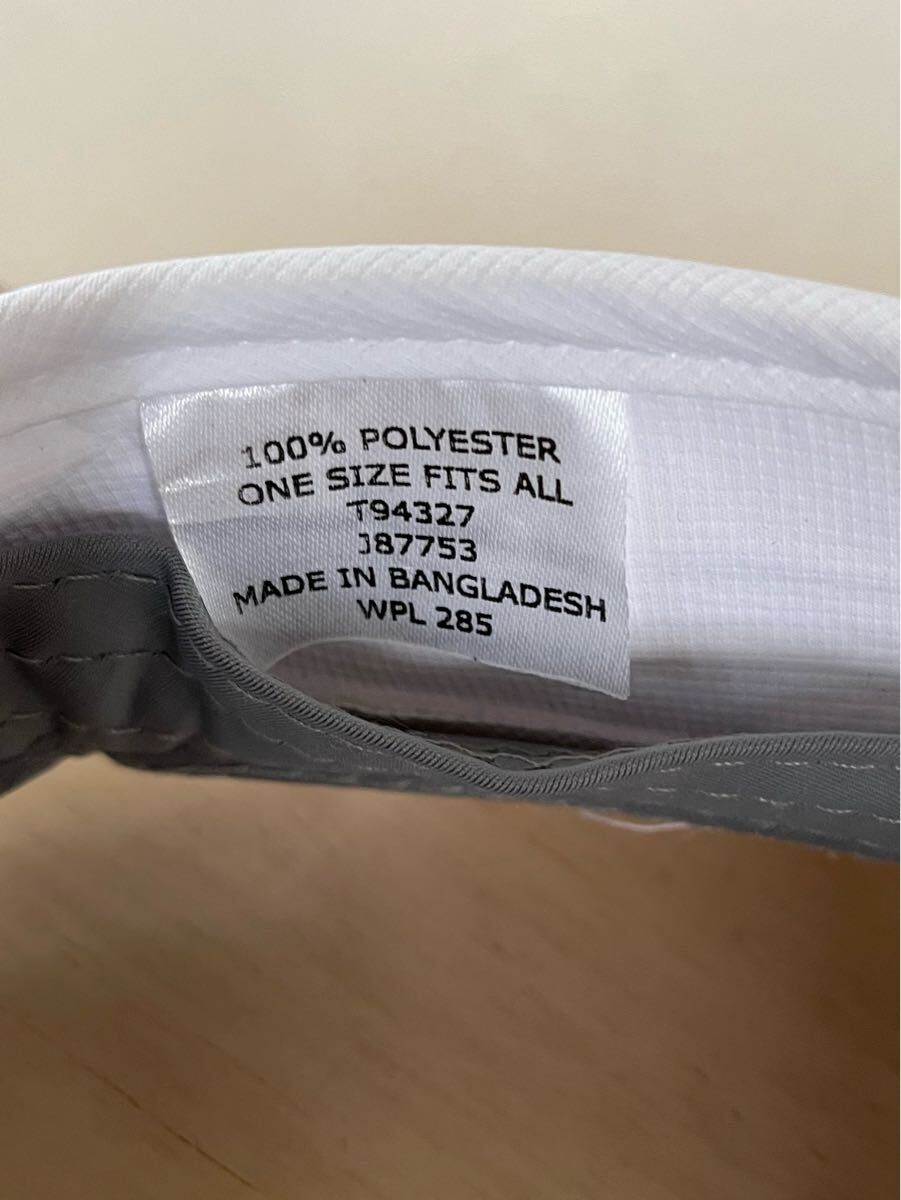 100% POLYESTER
ONE SIZE FITS ALL
T94327
J87753
MADE IN BANGLADESH
WPL 285